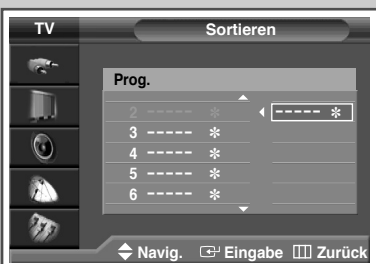 TV Sortieren
Prog.
2 ----- ✼ ----- ✼
3 ----- ✼
4 ----- ✼
5 ----- ✼
6 ----- ✼
Navig. Eingabe Zurück